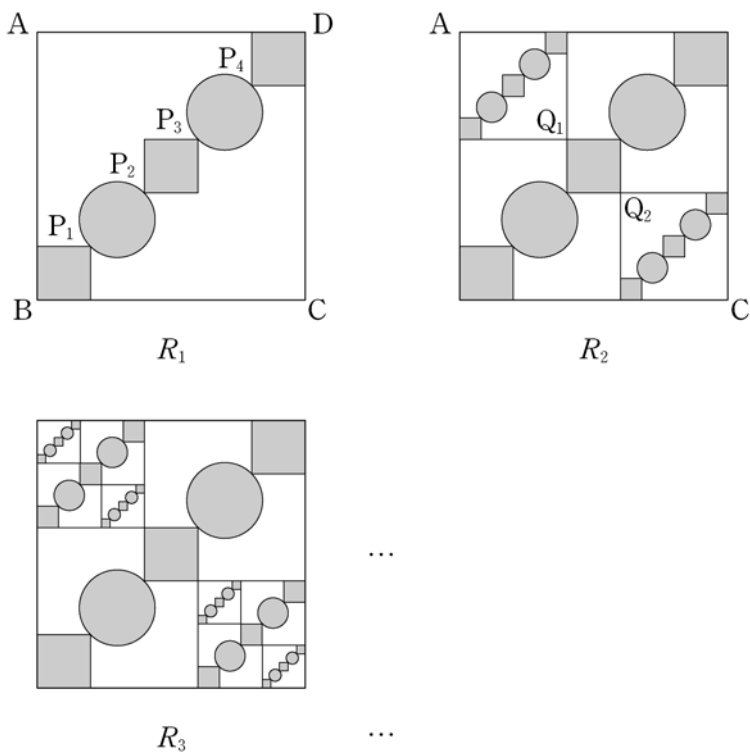 A D
P₄
P₃
P₂
P₁
B C
R₁
A
Q₁
Q₂
C
R₂
R₃
...
...